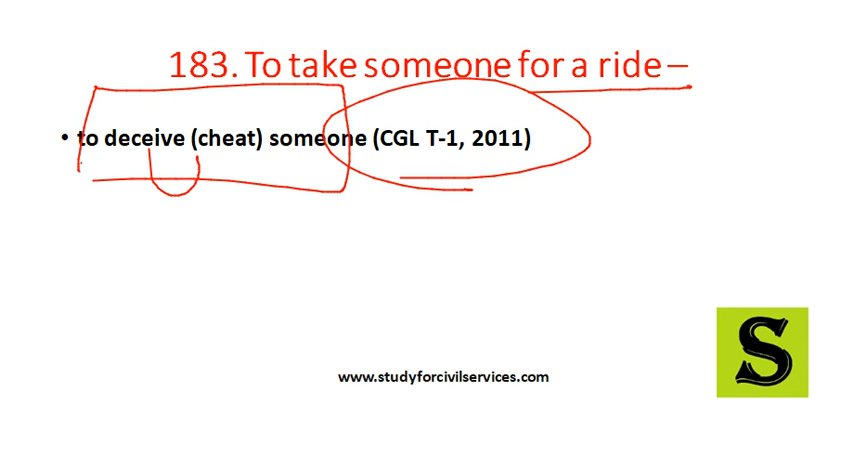 183. To take someone for a ride –
• to deceive (cheat) someone (CGL T-1, 2011)
www.studyforcivilservices.com
S